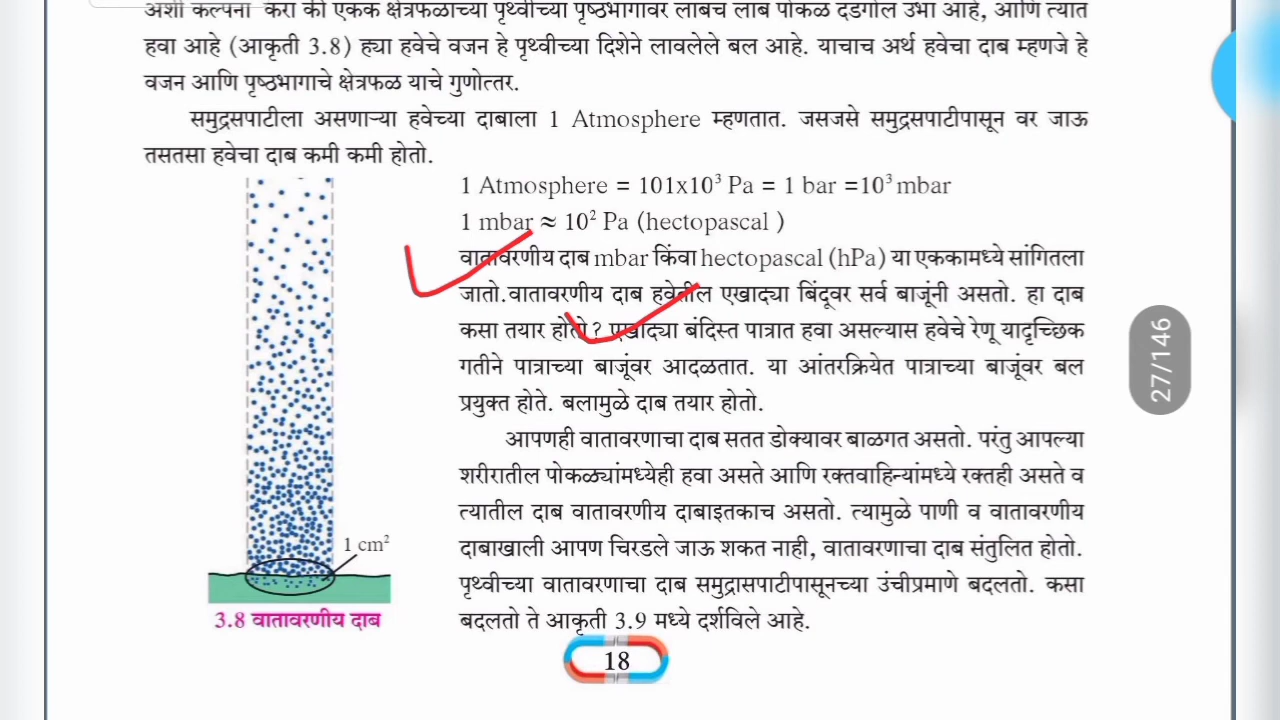 अशी कल्पना करा की एकक क्षेत्रफळाच्या पृथ्वीच्या पृष्ठभागावर लांबच लांब पोकळ दंडगोल उभा आहे, आणि त्यात
हवा आहे (आकृती 3.8) ह्या हवेचे वजन हे पृथ्वीच्या दिशेने लावलेले बल आहे. याचाच अर्थ हवेचा दाब म्हणजे हे
वजन आणि पृष्ठभागाचे क्षेत्रफळ याचे गुणोत्तर.
समुद्रसपाटीला असणाऱ्या हवेच्या दाबाला 1 Atmosphere म्हणतात. जसजसे समुद्रसपाटीपासून वर जाऊ
तसतसा हवेचा दाब कमी कमी होतो.
1 Atmosphere = 101x10³ Pa = 1 bar =10³ mbar
1 mbar ≈ 10² Pa (hectopascal )
वातावरणीय दाब mbar किंवा hectopascal (hPa) या एककामध्ये सांगितला
जातो.वातावरणीय दाब हवेतील एखाद्या बिंदूवर सर्व बाजूंनी असतो. हा दाब
कसा तयार होतो? एखाद्या बंदिस्त पात्रात हवा असल्यास हवेचे रेणू यादृच्छिक
गतीने पात्राच्या बाजूंवर आदळतात. या आंतरक्रियेत पात्राच्या बाजूंवर बल
प्रयुक्त होते. बलामुळे दाब तयार होतो.
आपणही वातावरणाचा दाब सतत डोक्यावर बाळगत असतो. परंतु आपल्या
शरीरातील पोकळ्यांमध्येही हवा असते आणि रक्तवाहिन्यांमध्ये रक्तही असते व
त्यातील दाब वातावरणीय दाबाइतकाच असतो. त्यामुळे पाणी व वातावरणीय
दाबाखाली आपण चिरडले जाऊ शकत नाही, वातावरणाचा दाब संतुलित होतो.
पृथ्वीच्या वातावरणाचा दाब समुद्रासपाटीपासूनच्या उंचीप्रमाणे बदलतो. कसा
बदलतो ते आकृती 3.9 मध्ये दर्शविले आहे.
1 cm²
3.8 वातावरणीय दाब
18
27/146